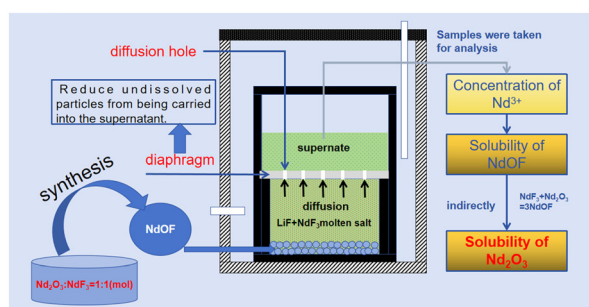 diffusion hole
Reduce undissolved
particles from being carried
into the supernatant.
diaphragm
synthesis
NdOF
Nd₂O₃:NdF₃=1:1(mol)
supernate
diffusion
LiF+NdF₃molten salt
Samples were taken
for analysis
Concentration of
Nd³⁺
Solubility of
NdOF
indirectly
NdF₃+Nd₂O₃
=3NdOF
Solubility of
Nd₂O₃